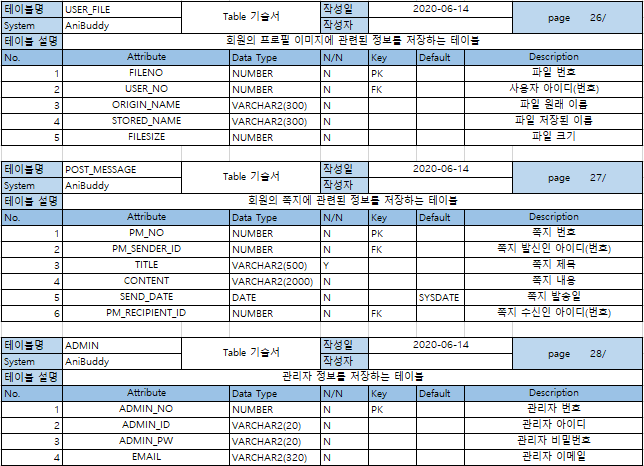 테이블명 USER_FILE Table 기술서 작성일 2020-06-14 page 26/
System AniBuddy 작성자
테이블 설명 회원의 프로필 이미지에 관련된 정보를 저장하는 테이블
No. Attribute Data Type N/N Key Default Description
1 FILENO NUMBER N PK 파일 번호
2 USER_NO NUMBER N FK 사용자 아이디(번호)
3 ORIGIN_NAME VARCHAR2(300) N 파일 원래 이름
4 STORED_NAME VARCHAR2(300) N 파일 저장된 이름
5 FILESIZE NUMBER N 파일 크기
테이블명 POST_MESSAGE Table 기술서 작성일 2020-06-14 page 27/
System AniBuddy 작성자
테이블 설명 회원의 쪽지에 관련된 정보를 저장하는 테이블
No. Attribute Data Type N/N Key Default Description
1 PM_NO NUMBER N PK 쪽지 번호
2 PM_SENDER_ID NUMBER N FK 쪽지 발신인 아이디(번호)
3 TITLE VARCHAR2(500) Y 쪽지 제목
4 CONTENT VARCHAR2(2000) N 쪽지 내용
5 SEND_DATE DATE N SYSDATE 쪽지 발송일
6 PM_RECIPIENT_ID NUMBER N FK 쪽지 수신인 아이디(번호)
테이블명 ADMIN Table 기술서 작성일 2020-06-14 page 28/
System AniBuddy 작성자
테이블 설명 관리자 정보를 저장하는 테이블
No. Attribute Data Type N/N Key Default Description
1 ADMIN_NO NUMBER N PK 관리자 번호
2 ADMIN_ID VARCHAR2(20) N 관리자 아이디
3 ADMIN_PW VARCHAR2(20) N 관리자 비밀번호
4 EMAIL VARCHAR2(320) N 관리자 이메일